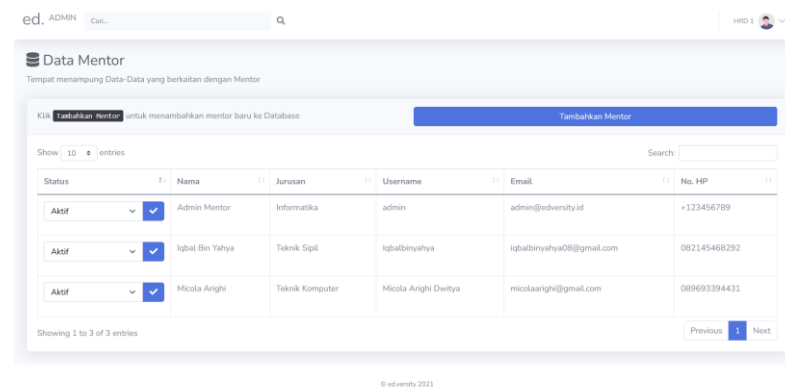 ed. ADMIN Cari... HRD 1
Data Mentor
Tempat menampung Data-Data yang berkaitan dengan Mentor
Klik Tambahkan Mentor untuk menambahkan mentor baru ke Database Tambahkan Mentor
Show 10 entries Search:
Status Nama Jurusan Username Email No. HP
Aktif Admin Mentor Informatika admin admin@edversity.id +123456789
Aktif Iqbal Bin Yahya Teknik Sipil Iqbalbinyahya iqbalbinyahya08@gmail.com 082145468292
Aktif Micola Arighi Teknik Komputer Micola Arighi Dwitya micolaarighi@gmail.com 089693394431
Showing 1 to 3 of 3 entries Previous 1 Next
© ed.versity 2021